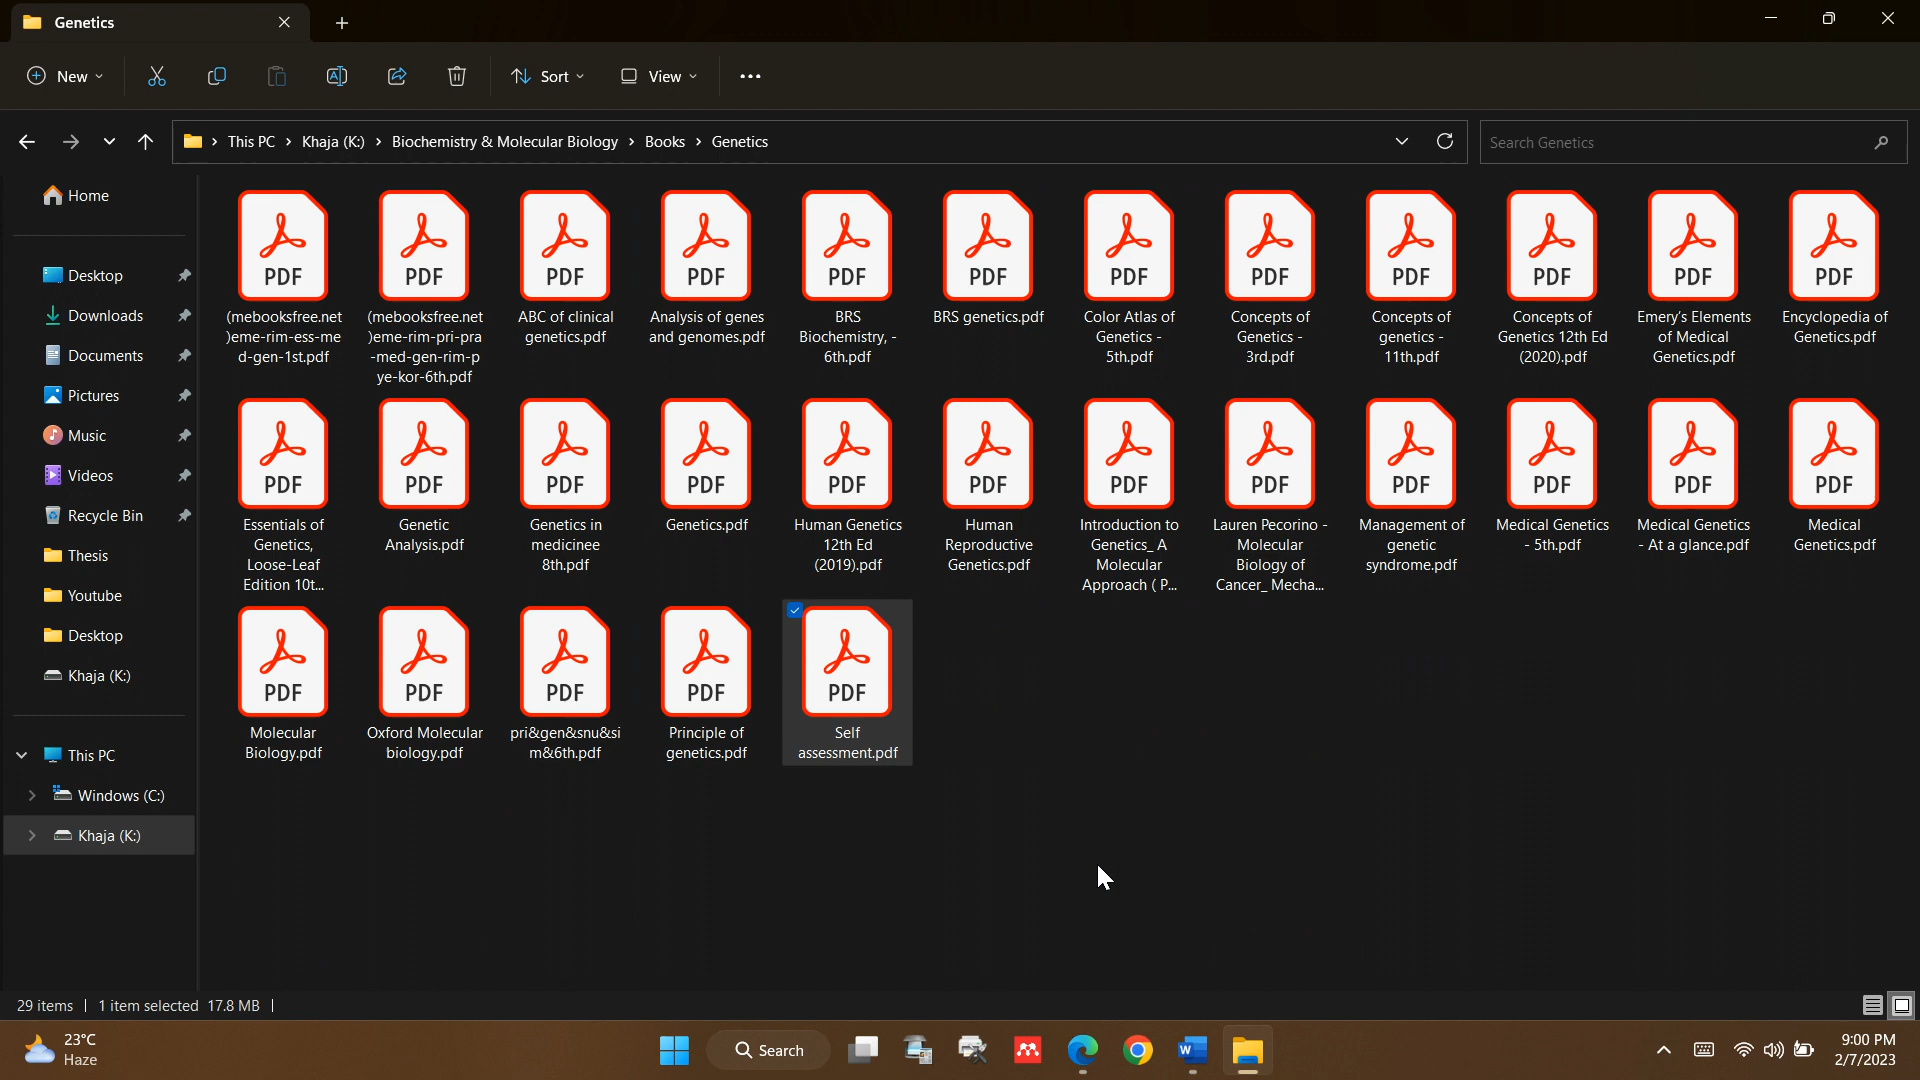 Genetics
New
Sort
View
This PC
Khaja (K:)
Biochemistry & Molecular Biology
Books
Genetics
Search Genetics
Home
Desktop
Downloads
Documents
Pictures
Music
Videos
Recycle Bin
Thesis
Youtube
Desktop
Khaja (K:)
This PC
Windows (C:)
Khaja (K:)
PDF
(mebooksfree.net
)eme-rim-ess-me
d-gen-1st.pdf
PDF
(mebooksfree.net
)eme-rim-pri-pra
-med-gen-rim-p
ye-kor-6th.pdf
PDF
ABC of clinical
genetics.pdf
PDF
Analysis of genes
and genomes.pdf
PDF
BRS
Biochemistry, -
6th.pdf
PDF
BRS genetics.pdf
PDF
Color Atlas of
Genetics -
5th.pdf
PDF
Concepts of
Genetics -
3rd.pdf
PDF
Concepts of
genetics -
11th.pdf
PDF
Concepts of
Genetics 12th Ed
(2020).pdf
PDF
Emery's Elements
of Medical
Genetics.pdf
PDF
Encyclopedia of
Genetics.pdf
PDF
Essentials of
Genetics,
Loose-Leaf
Edition 10t...
PDF
Genetic
Analysis.pdf
PDF
Genetics in
medicinee
8th.pdf
PDF
Genetics.pdf
PDF
Human Genetics
12th Ed
(2019).pdf
PDF
Human
Reproductive
Genetics.pdf
PDF
Introduction to
Genetics_ A
Molecular
Approach ( P...
PDF
Lauren Pecorino -
Molecular
Biology of
Cancer_ Mecha...
PDF
Management of
genetic
syndrome.pdf
PDF
Medical Genetics
- 5th.pdf
PDF
Medical Genetics
- At a glance.pdf
PDF
Medical
Genetics.pdf
PDF
Molecular
Biology.pdf
PDF
Oxford Molecular
biology.pdf
PDF
pri&gen&snu&si
m&6th.pdf
PDF
Principle of
genetics.pdf
PDF
Self
assessment.pdf
29 items
1 item selected 17.8 MB
23°C
Haze
Search
9:00 PM
2/7/2023